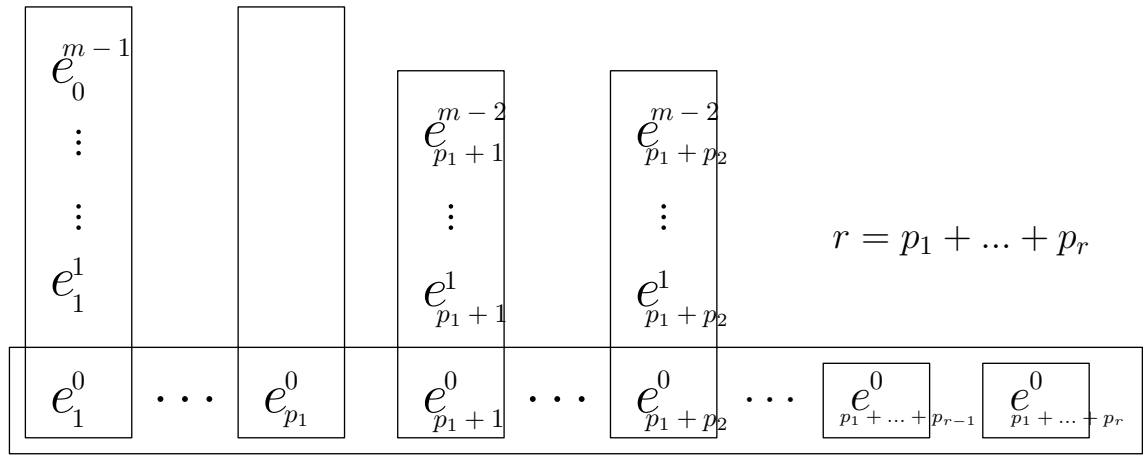 e_0^{m-1}
e_{p_1+1}^{m-2} e_{p_1+p_2}^{m-2}
⋮ ⋮ ⋮
⋮
r = p_1 + ... + p_r
e_1^1 e_{p_1+1}^1 e_{p_1+p_2}^1
e_1^0 ··· e_{p_1}^0 e_{p_1+1}^0 ··· e_{p_1+p_2}^0 ··· e_{p_1+...+p_{r-1}}^0 e_{p_1+...+p_r}^0